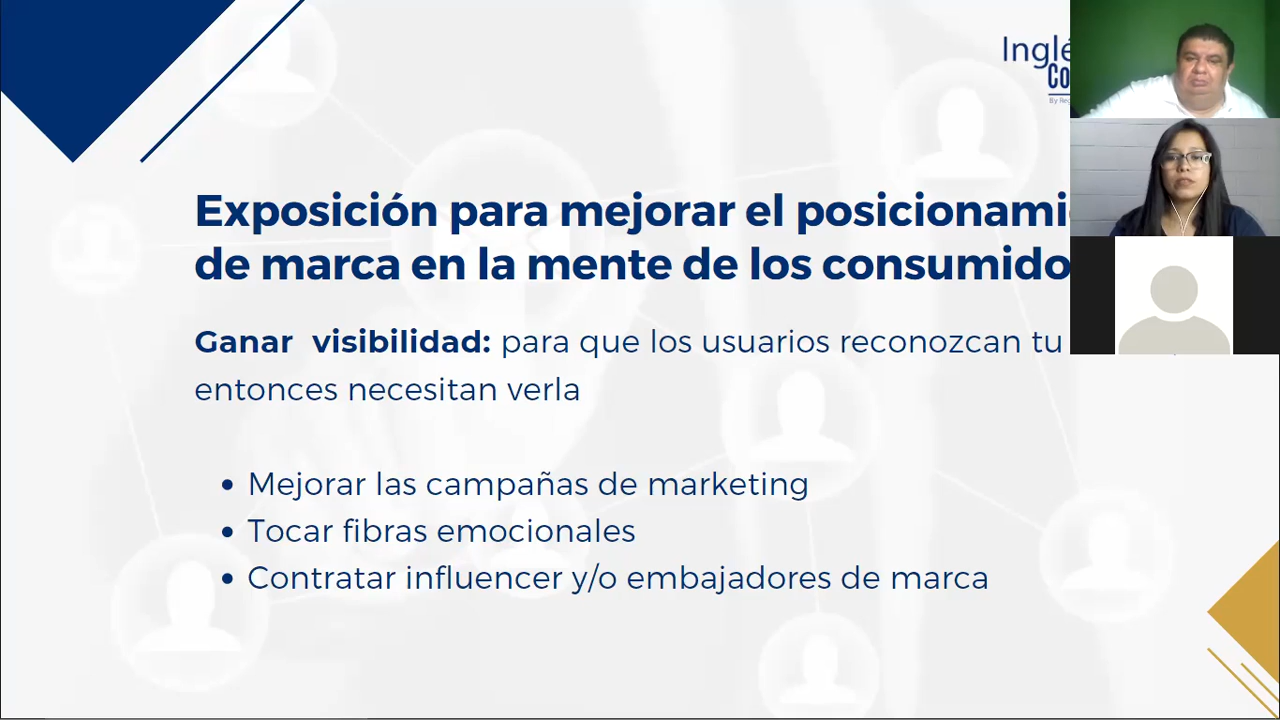 Inglé
Co
By Reg
Exposición para mejorar el posicionami
de marca en la mente de los consumido
Ganar visibilidad: para que los usuarios reconozcan tu
entonces necesitan verla
• Mejorar las campañas de marketing
• Tocar fibras emocionales
• Contratar influencer y/o embajadores de marca